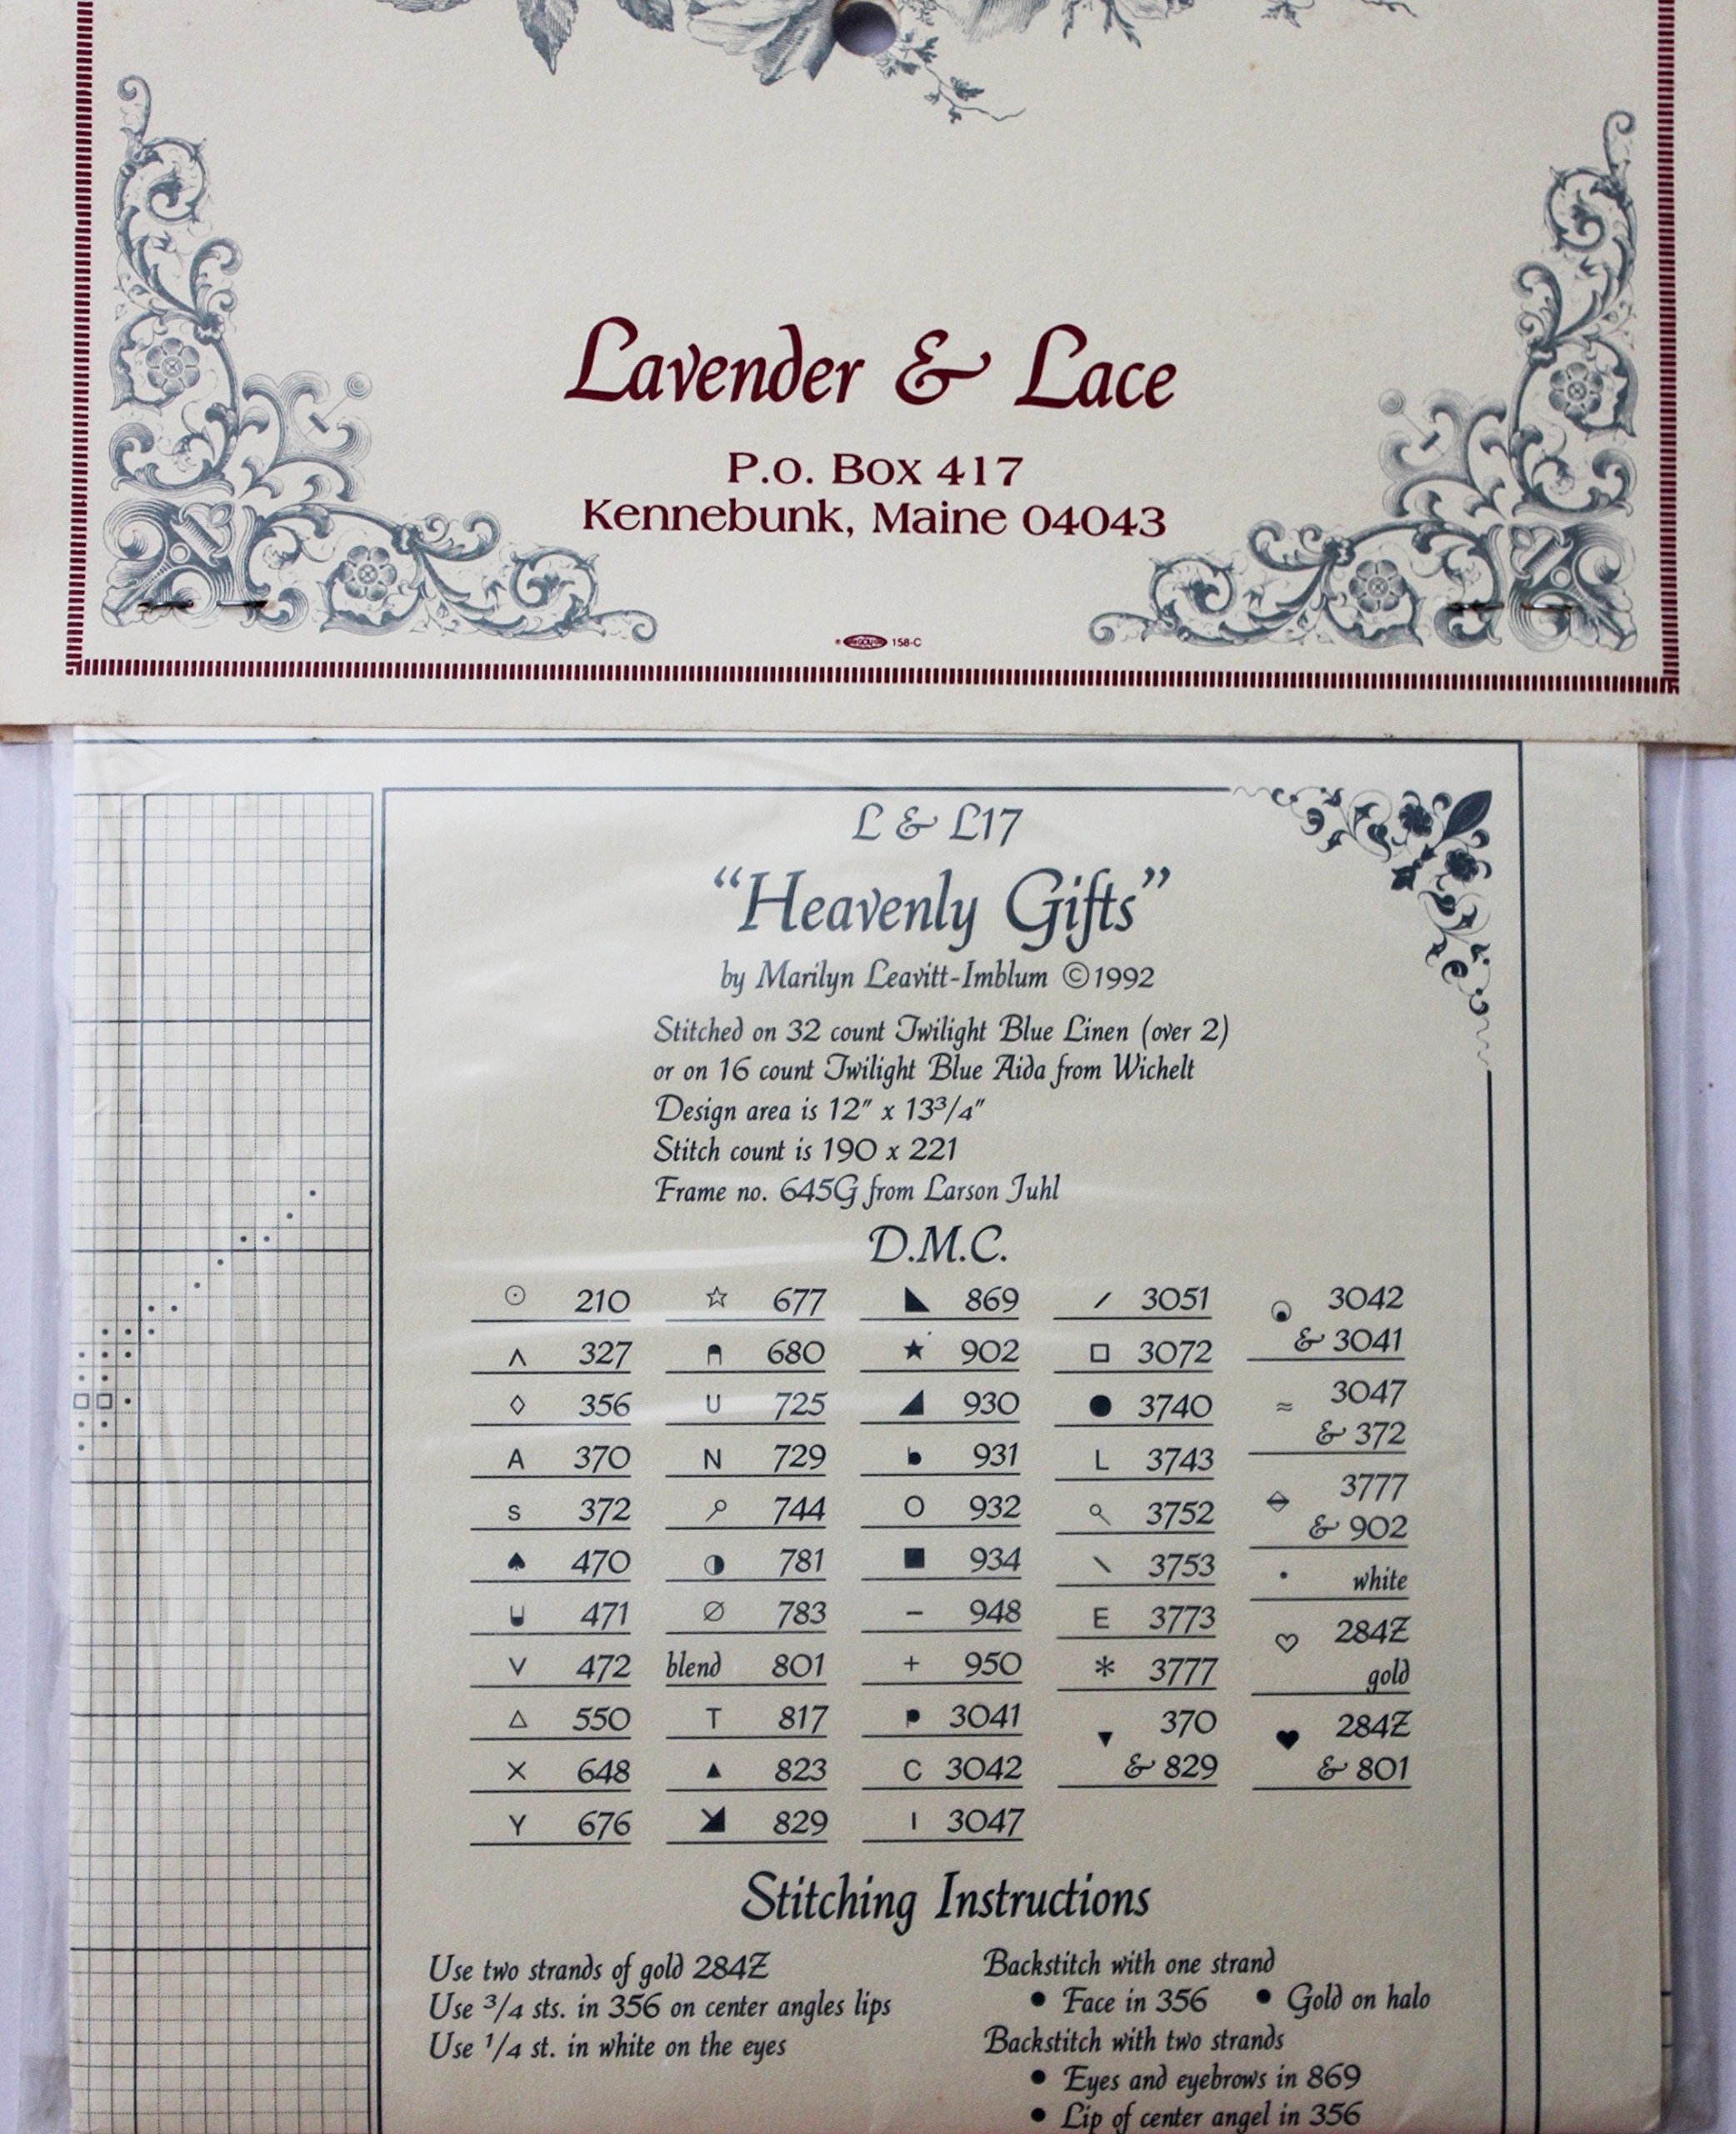 Lavender & Lace
P.O. Box 417
Kennebunk, Maine 04043
158-C
L & L17
"Heavenly Gifts"
by Marilyn Leavitt-Imblum ©1992
Stitched on 32 count Twilight Blue Linen (over 2)
or on 16 count Twilight Blue Aida from Wichelt
Design area is 12" x 13 3/4"
Stitch count is 190 x 221
Frame no. 645G from Larson Juhl
D.M.C.
⊙ 210
∧ 327
◇ 356
A 370
S 372
♠ 470
471
V 472
△ 550
X 648
Y 676
☆ 677
680
U 725
N 729
744
◑ 781
∅ 783
blend 801
T 817
▲ 823
829
◣ 869
★ 902
◢ 930
931
O 932
■ 934
– 948
+ 950
3041
C 3042
I 3047
/ 3051
□ 3072
● 3740
L 3743
3752
\ 3753
E 3773
* 3777
▼ 370
& 829
3042
& 3041
≈ 3047
& 372
3777
& 902
• white
♡ 284Z
gold
♥ 284Z
& 801
Stitching Instructions
Use two strands of gold 284Z
Use 3/4 sts. in 356 on center angles lips
Use 1/4 st. in white on the eyes
Backstitch with one strand
• Face in 356 • Gold on halo
Backstitch with two strands
• Eyes and eyebrows in 869
• Lip of center angel in 356